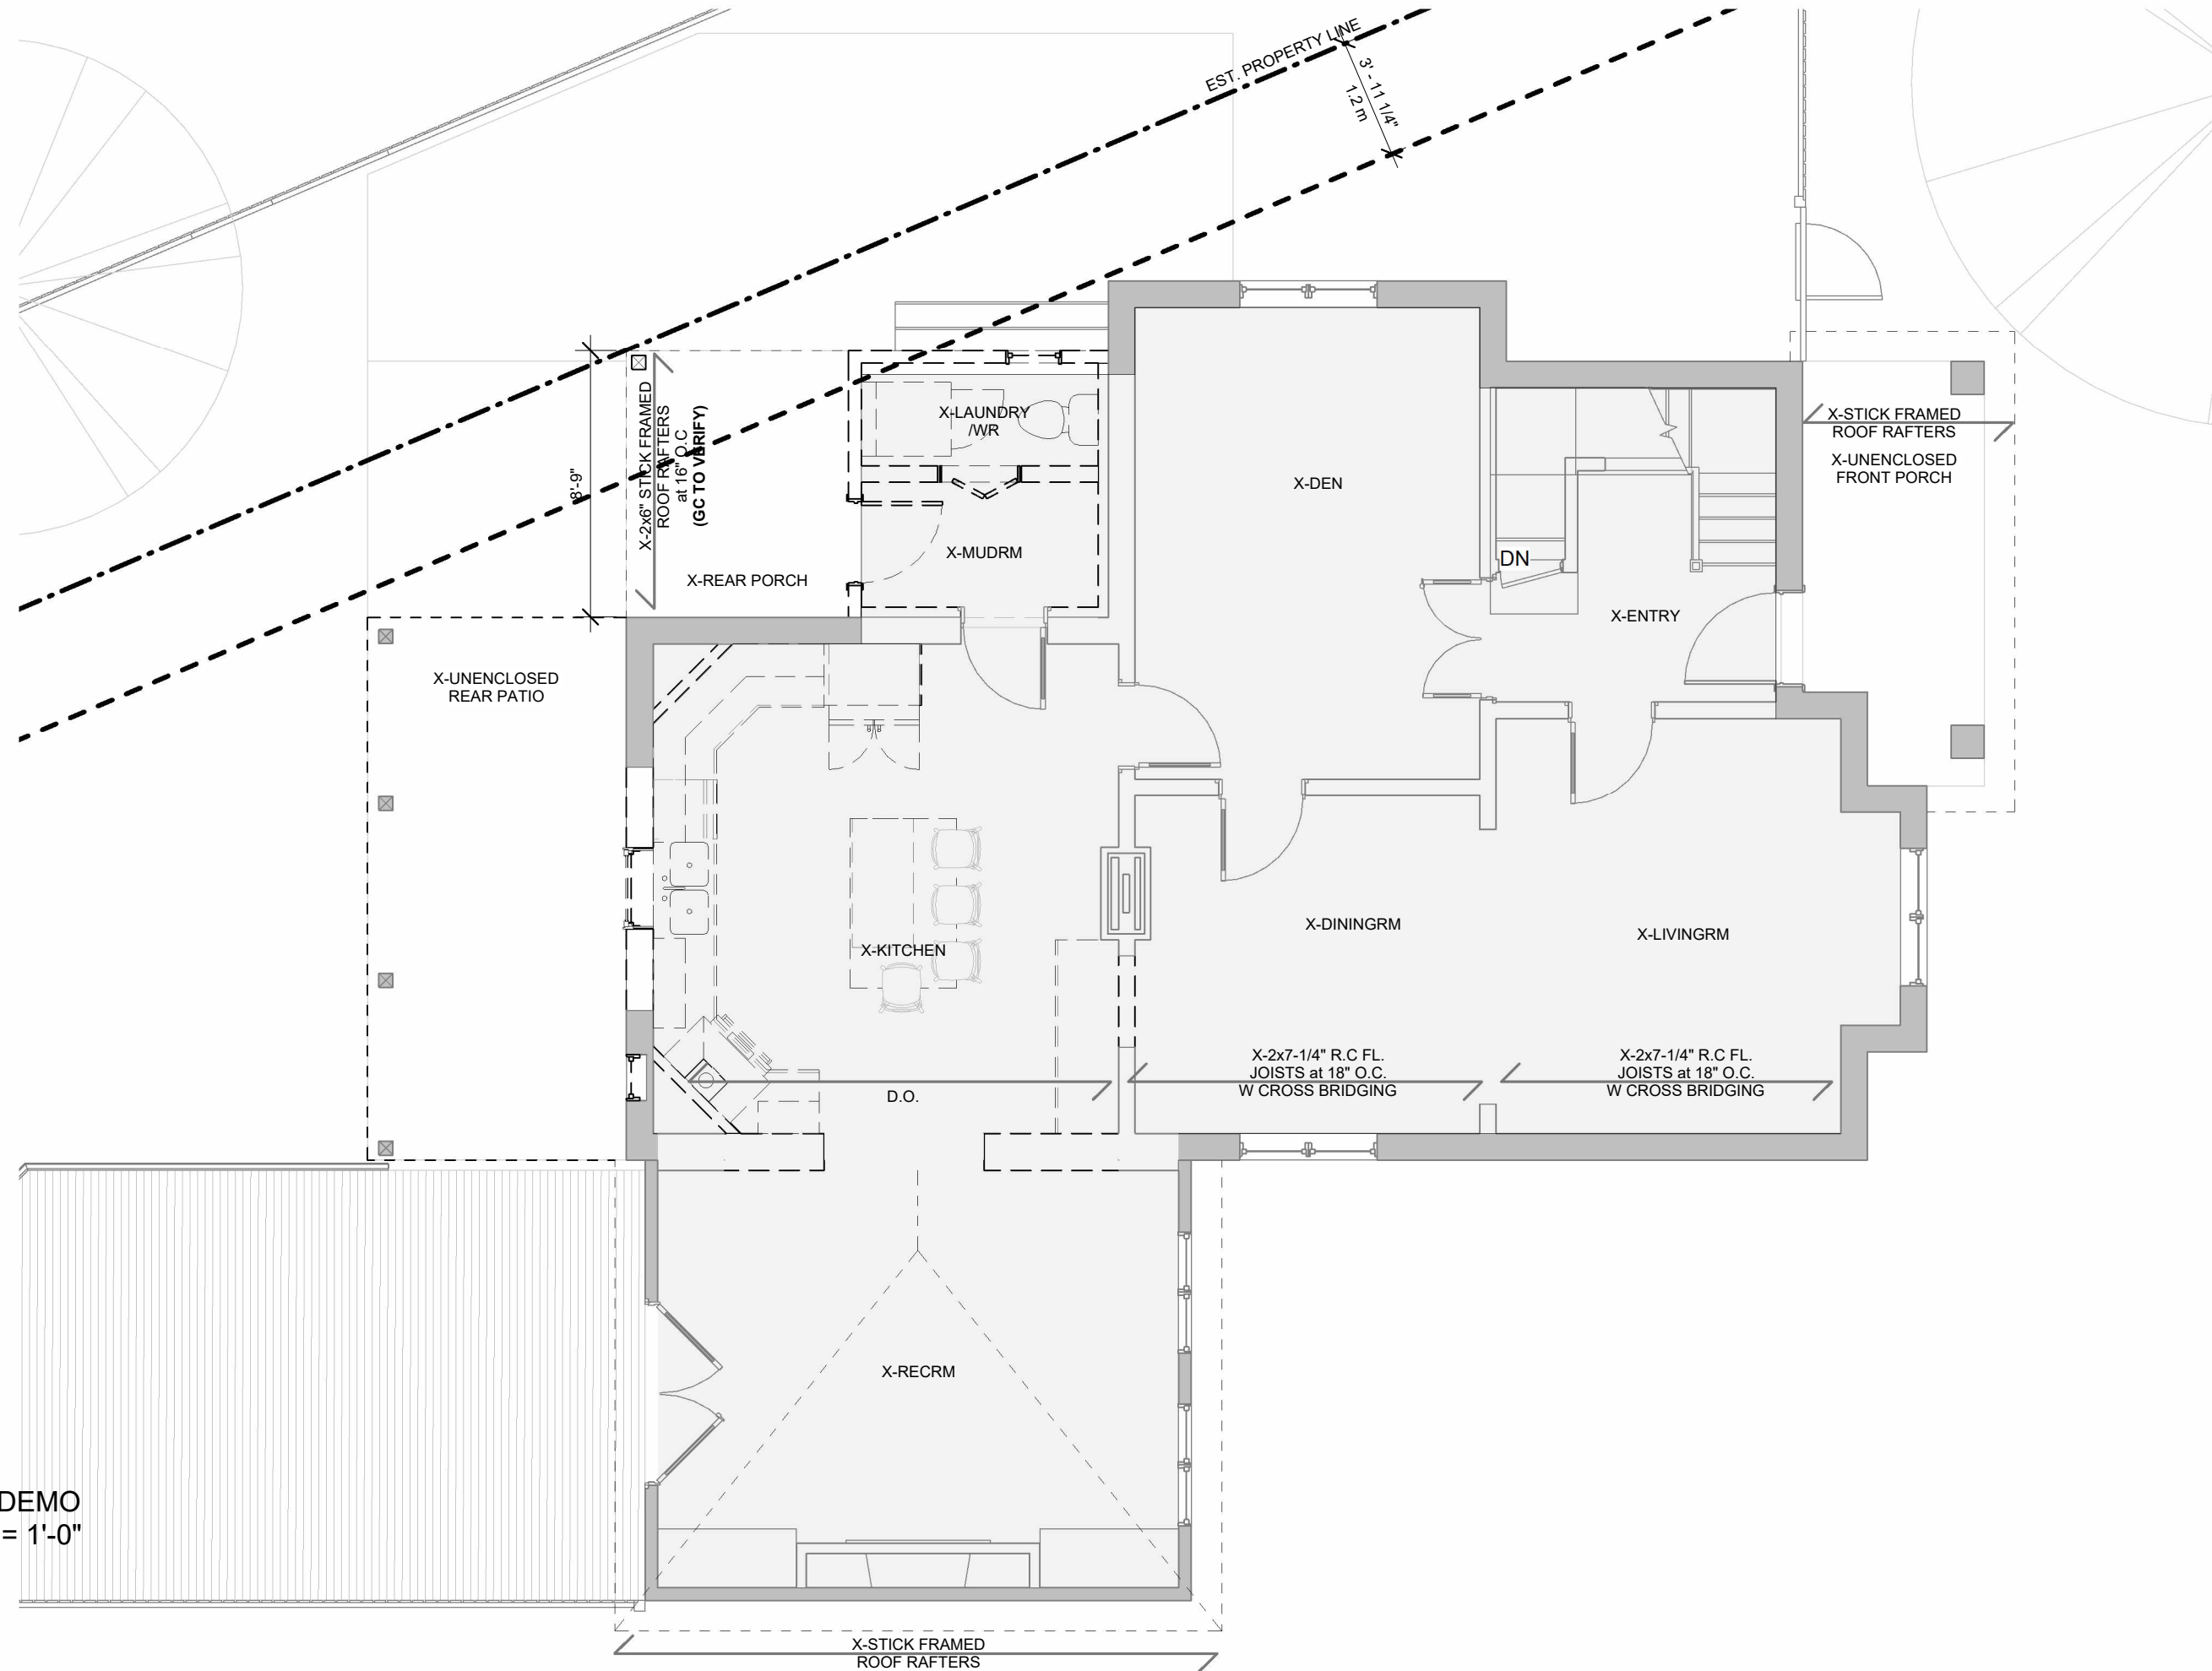 EST. PROPERTY LINE
3' - 11 1/4"
1.2 m
8'-9"
X-2x6" STICK FRAMED
ROOF RAFTERS
at 16" O.C
(GC TO VERIFY)
X-LAUNDRY
/WR
X-STICK FRAMED
ROOF RAFTERS
X-UNENCLOSED
FRONT PORCH
X-DEN
X-MUDRM
DN
X-REAR PORCH
X-ENTRY
X-UNENCLOSED
REAR PATIO
X-KITCHEN
X-DININGRM
X-LIVINGRM
D.O.
X-2x7-1/4" R.C FL.
JOISTS at 18" O.C.
W CROSS BRIDGING
X-2x7-1/4" R.C FL.
JOISTS at 18" O.C.
W CROSS BRIDGING
X-RECRM
DEMO
= 1'-0"
X-STICK FRAMED
ROOF RAFTERS